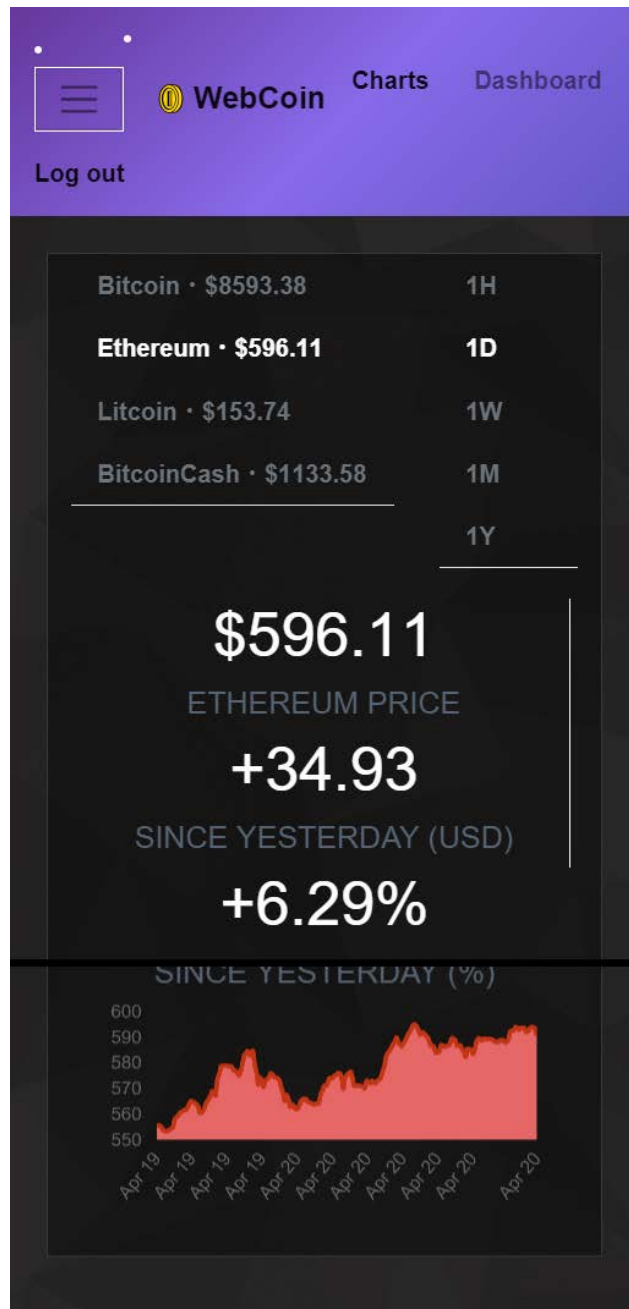 WebCoin
Charts
Dashboard
Log out
Bitcoin · $8593.38
Ethereum · $596.11
Litcoin · $153.74
BitcoinCash · $1133.58
1H
1D
1W
1M
1Y
$596.11
ETHEREUM PRICE
+34.93
SINCE YESTERDAY (USD)
+6.29%
SINCE YESTERDAY (%)
600
590
580
570
560
550
Apr 19
Apr 19
Apr 19
Apr 19
Apr 20
Apr 20
Apr 20
Apr 20
Apr 20
Apr 20
Apr 20